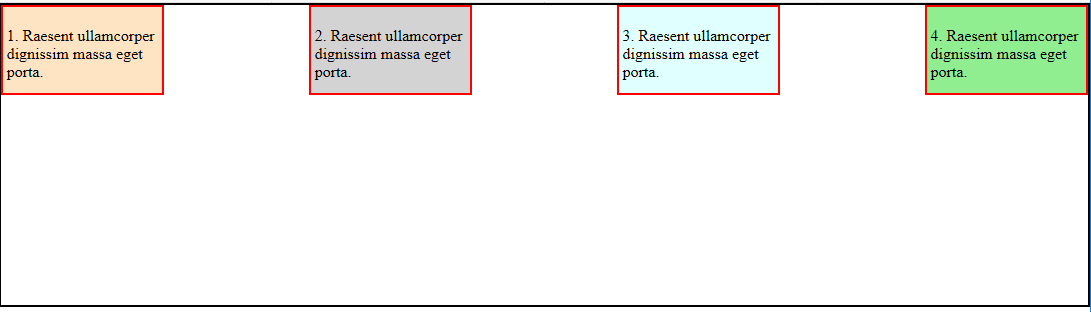 1. Raesent ullamcorper
dignissim massa eget
porta.
2. Raesent ullamcorper
dignissim massa eget
porta.
3. Raesent ullamcorper
dignissim massa eget
porta.
4. Raesent ullamcorper
dignissim massa eget
porta.